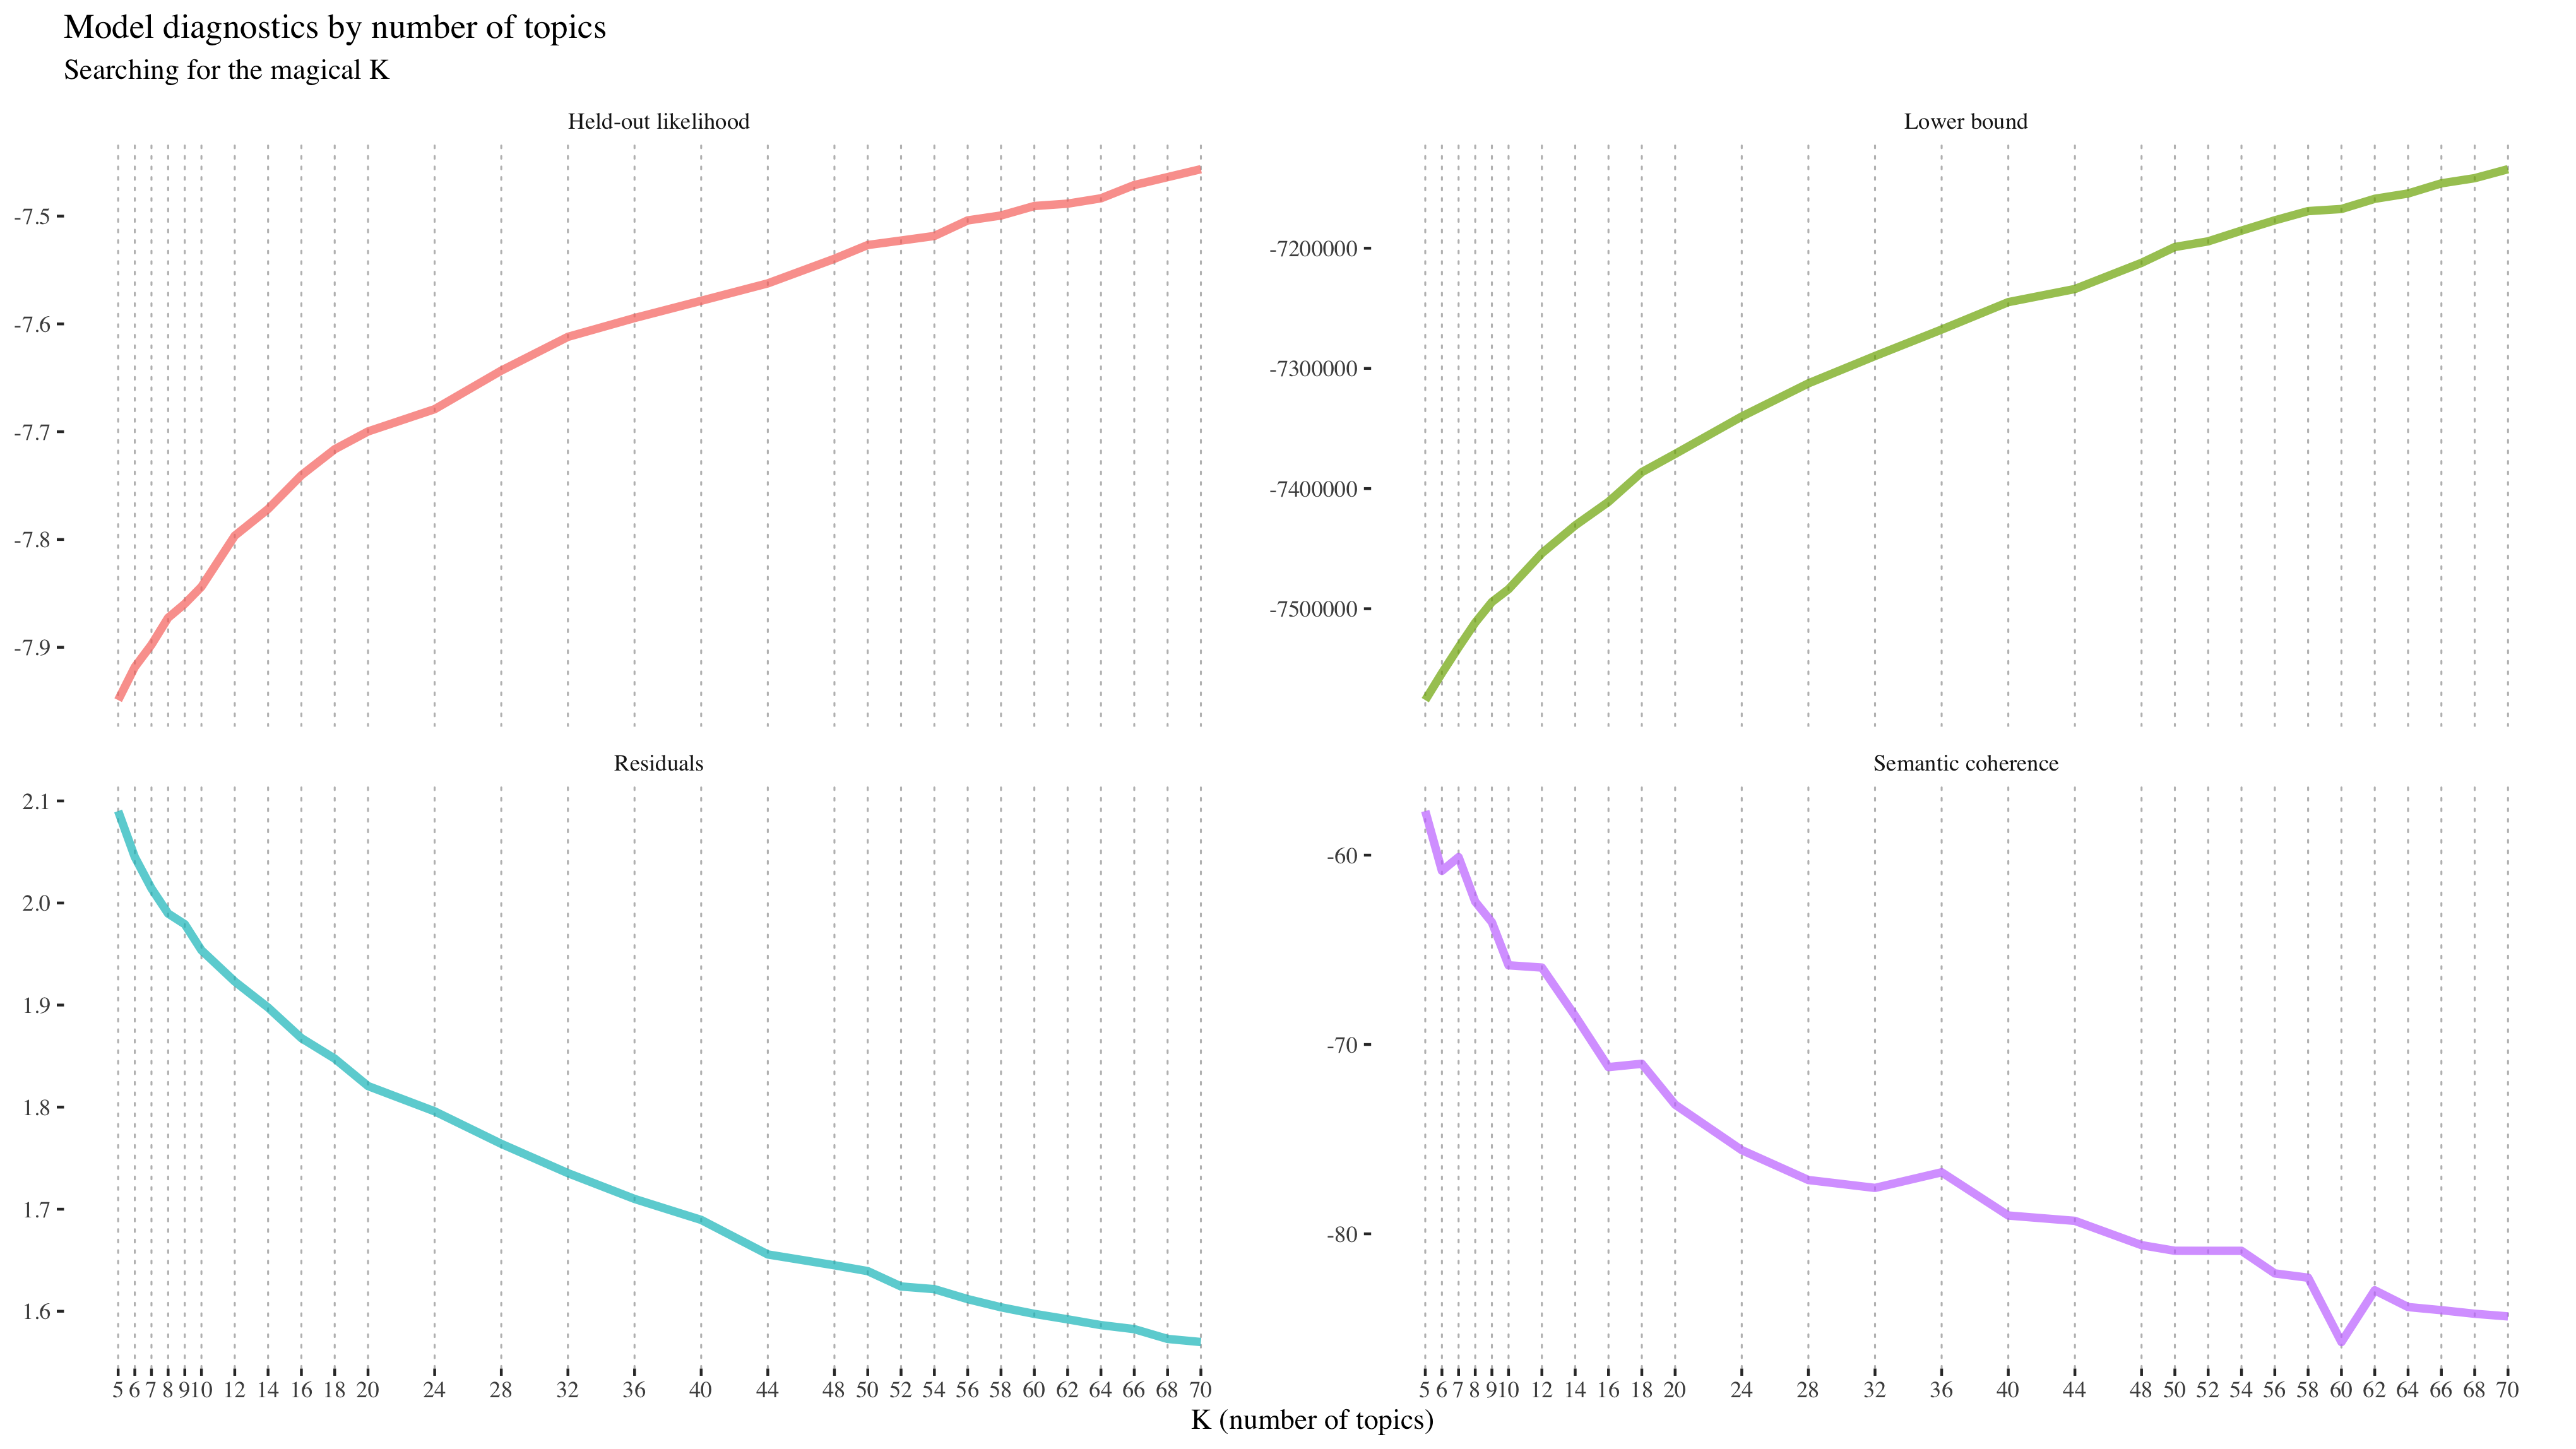 Model diagnostics by number of topics
Searching for the magical K
Held-out likelihood
-7.5
-7.6
-7.7
-7.8
-7.9
Lower bound
-7200000
-7300000
-7400000
-7500000
Residuals
2.1
2.0
1.9
1.8
1.7
1.6
5 6 7 8 9 10 12 14 16 18 20 24 28 32 36 40 44 48 50 52 54 56 58 60 62 64 66 68 70
Semantic coherence
-60
-70
-80
5 6 7 8 9 10 12 14 16 18 20 24 28 32 36 40 44 48 50 52 54 56 58 60 62 64 66 68 70
K (number of topics)